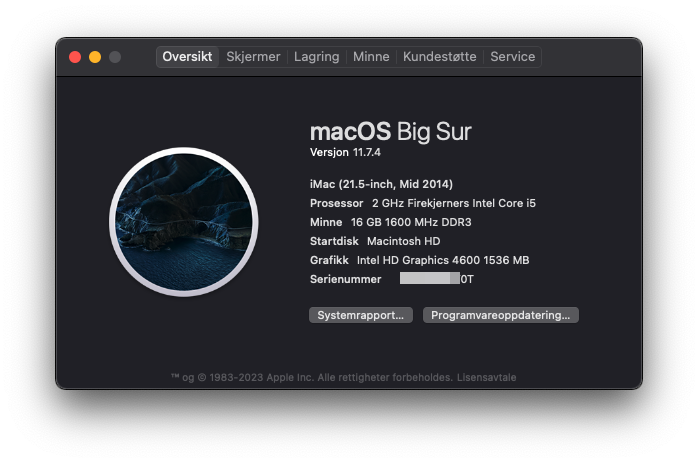 Oversikt Skjermer Lagring Minne Kundestøtte Service
macOS Big Sur
Versjon 11.7.4
iMac (21.5-inch, Mid 2014)
Prosessor 2 GHz Firekjerners Intel Core i5
Minne 16 GB 1600 MHz DDR3
Startdisk Macintosh HD
Grafikk Intel HD Graphics 4600 1536 MB
Serienummer 0T
Systemrapport... Programvareoppdatering...
™ og © 1983-2023 Apple Inc. Alle rettigheter forbeholdes. Lisensavtale